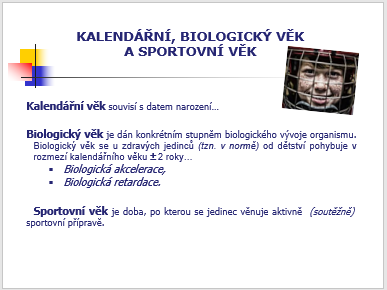 KALENDÁŘNÍ, BIOLOGICKÝ VĚK
A SPORTOVNÍ VĚK
Kalendářní věk souvisí s datem narození…
Biologický věk je dán konkrétním stupněm biologického vývoje organismu.
Biologický věk se u zdravých jedinců (tzn. v normě) od dětství pohybuje v
rozmezí kalendářního věku ±2 roky…
▪ Biologická akcelerace,
▪ Biologická retardace.
Sportovní věk je doba, po kterou se jedinec věnuje aktivně (soutěžně)
sportovní přípravě.